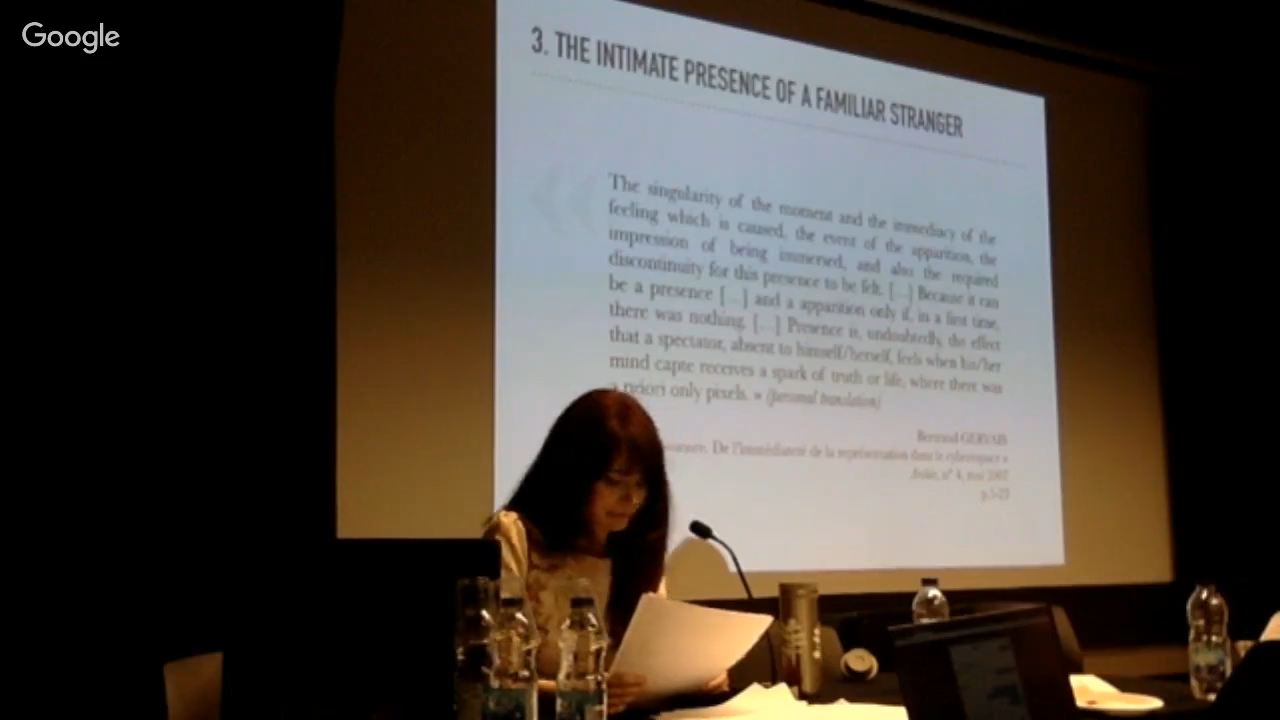 Google
3. THE INTIMATE PRESENCE OF A FAMILIAR STRANGER
The singularity of the moment and the immediacy of the
feeling which is caused, the event of the apparition, the
impression of being immersed, and also the required
discontinuity for this presence to be felt. [...] Because it can
be a presence [...] and a apparition only if, in a first time,
there was nothing. [...] Presence is, undoubtedly, the effect
that a spectator, absent to himself/herself, feels when his/her
mind capte receives a spark of truth or life, where there was
a priori only pixels. » (personal translation)
Bertrand GERVAIS
De l'immédiateté de la représentation dans le cyberespace »
n° 4, mai 2007